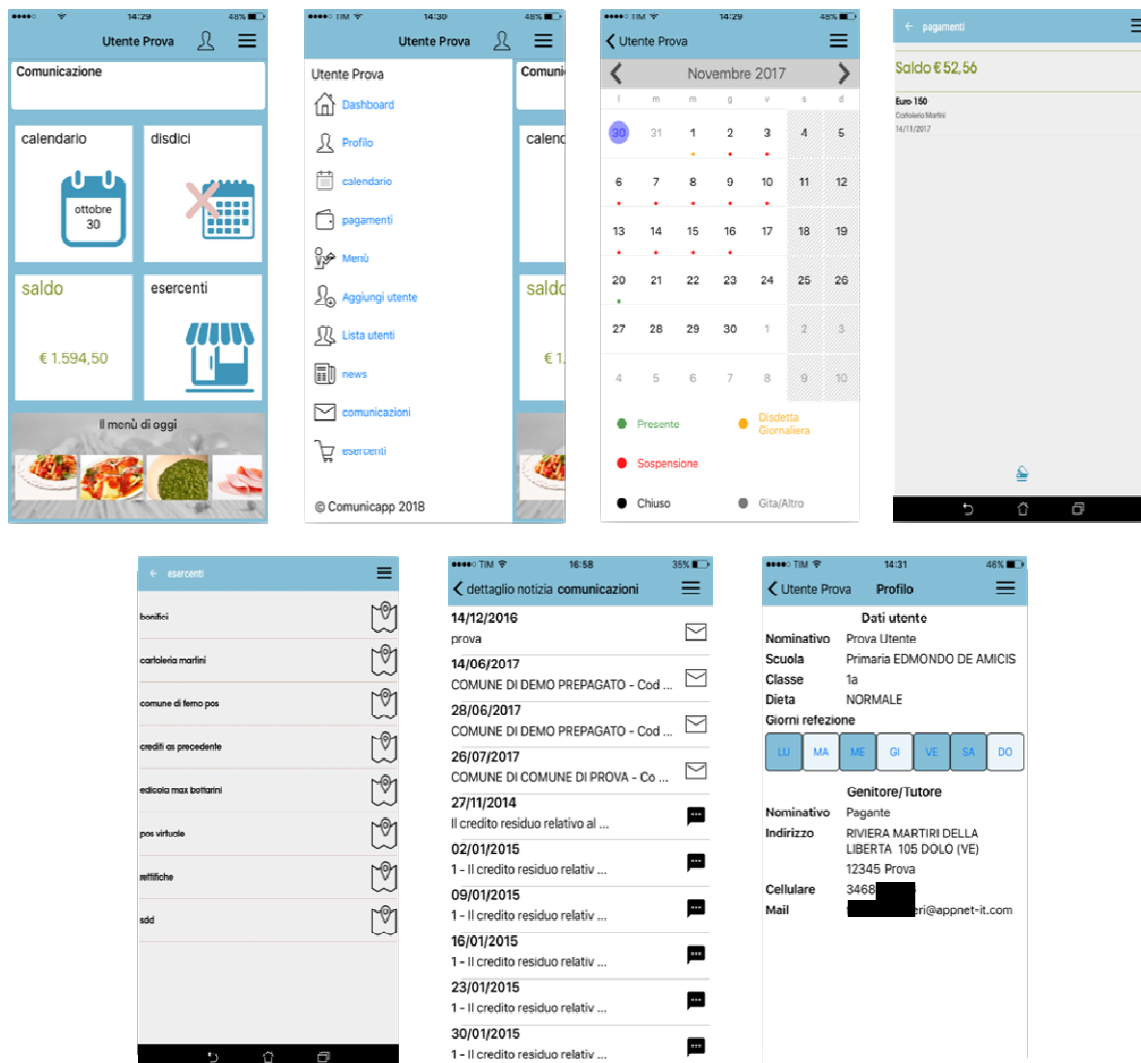 14:29 48%
Utente Prova
Comunicazione
calendario disdici
ottobre
30
saldo esercenti
€ 1.594,50
Il menù di oggi
TIM 14:30 48%
Utente Prova
Utente Prova
Comuni
Dashboard
Profilo
calenc
calendario
pagamenti
Menù
Aggiungi utente
saldo
Lista utenti
€ 1.
news
comunicazioni
esercenti
© Comunicapp 2018
TIM 14:29 48%
Utente Prova
Novembre 2017
l m m g v s d
30 31 1 2 3 4 5
6 7 8 9 10 11 12
13 14 15 16 17 18 19
20 21 22 23 24 25 26
27 28 29 30 1 2 3
4 5 6 7 8 9 10
Presente
Disdetta
Giornaliera
Sospensione
Chiuso Gita/Altro
pagamenti
Saldo € 52,56
Euro 150
Cartoleria Martini
16/11/2017
esercenti
bonifici
cartoleria martini
comune di ferno pos
crediti as precedente
edicola max bottarini
pos virtuale
rettifiche
sdd
TIM 16:58 35%
dettaglio notizia comunicazioni
14/12/2016
prova
14/06/2017
COMUNE DI DEMO PREPAGATO - Cod ...
28/06/2017
COMUNE DI DEMO PREPAGATO - Cod ...
26/07/2017
COMUNE DI COMUNE DI PROVA - Co ...
27/11/2014
Il credito residuo relativo al ...
02/01/2015
1 - Il credito residuo relativ ...
09/01/2015
1 - Il credito residuo relativ ...
16/01/2015
1 - Il credito residuo relativ ...
23/01/2015
1 - Il credito residuo relativ ...
30/01/2015
1 - Il credito residuo relativ ...
TIM 14:31 46%
Utente Prova Profilo
Dati utente
Nominativo Prova Utente
Scuola Primaria EDMONDO DE AMICIS
Classe 1a
Dieta NORMALE
Giorni refezione
LU MA ME GI VE SA DO
Genitore/Tutore
Nominativo Pagante
Indirizzo RIVIERA MARTIRI DELLA
LIBERTA 105 DOLO (VE)
12345 Prova
Cellulare 3468
Mail eri@appnet-it.com